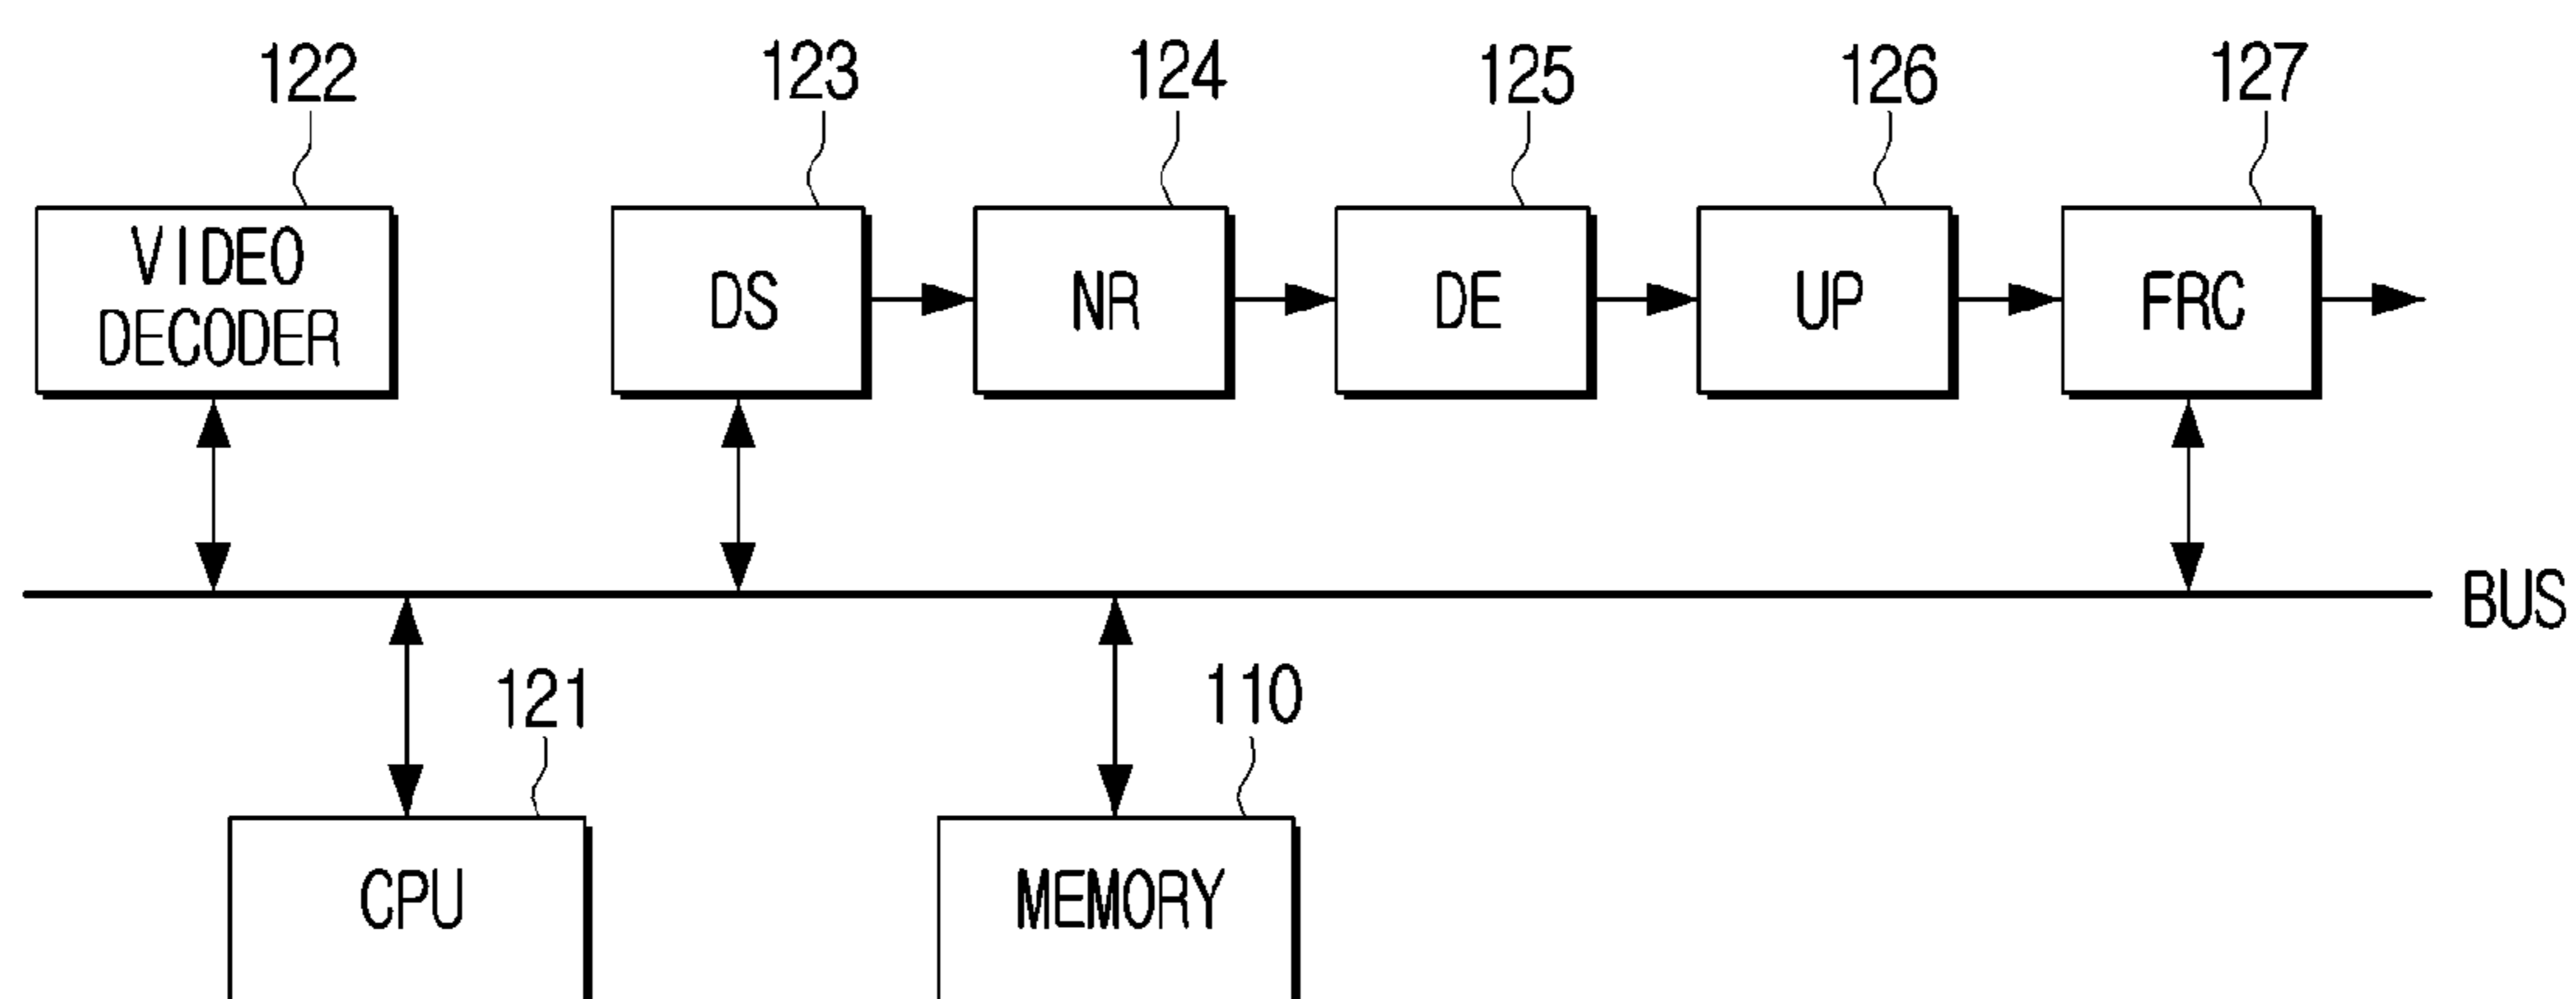 122
123
124
125
126
127
VIDEO
DECODER
DS
NR
DE
UP
FRC
BUS
121
110
CPU
MEMORY